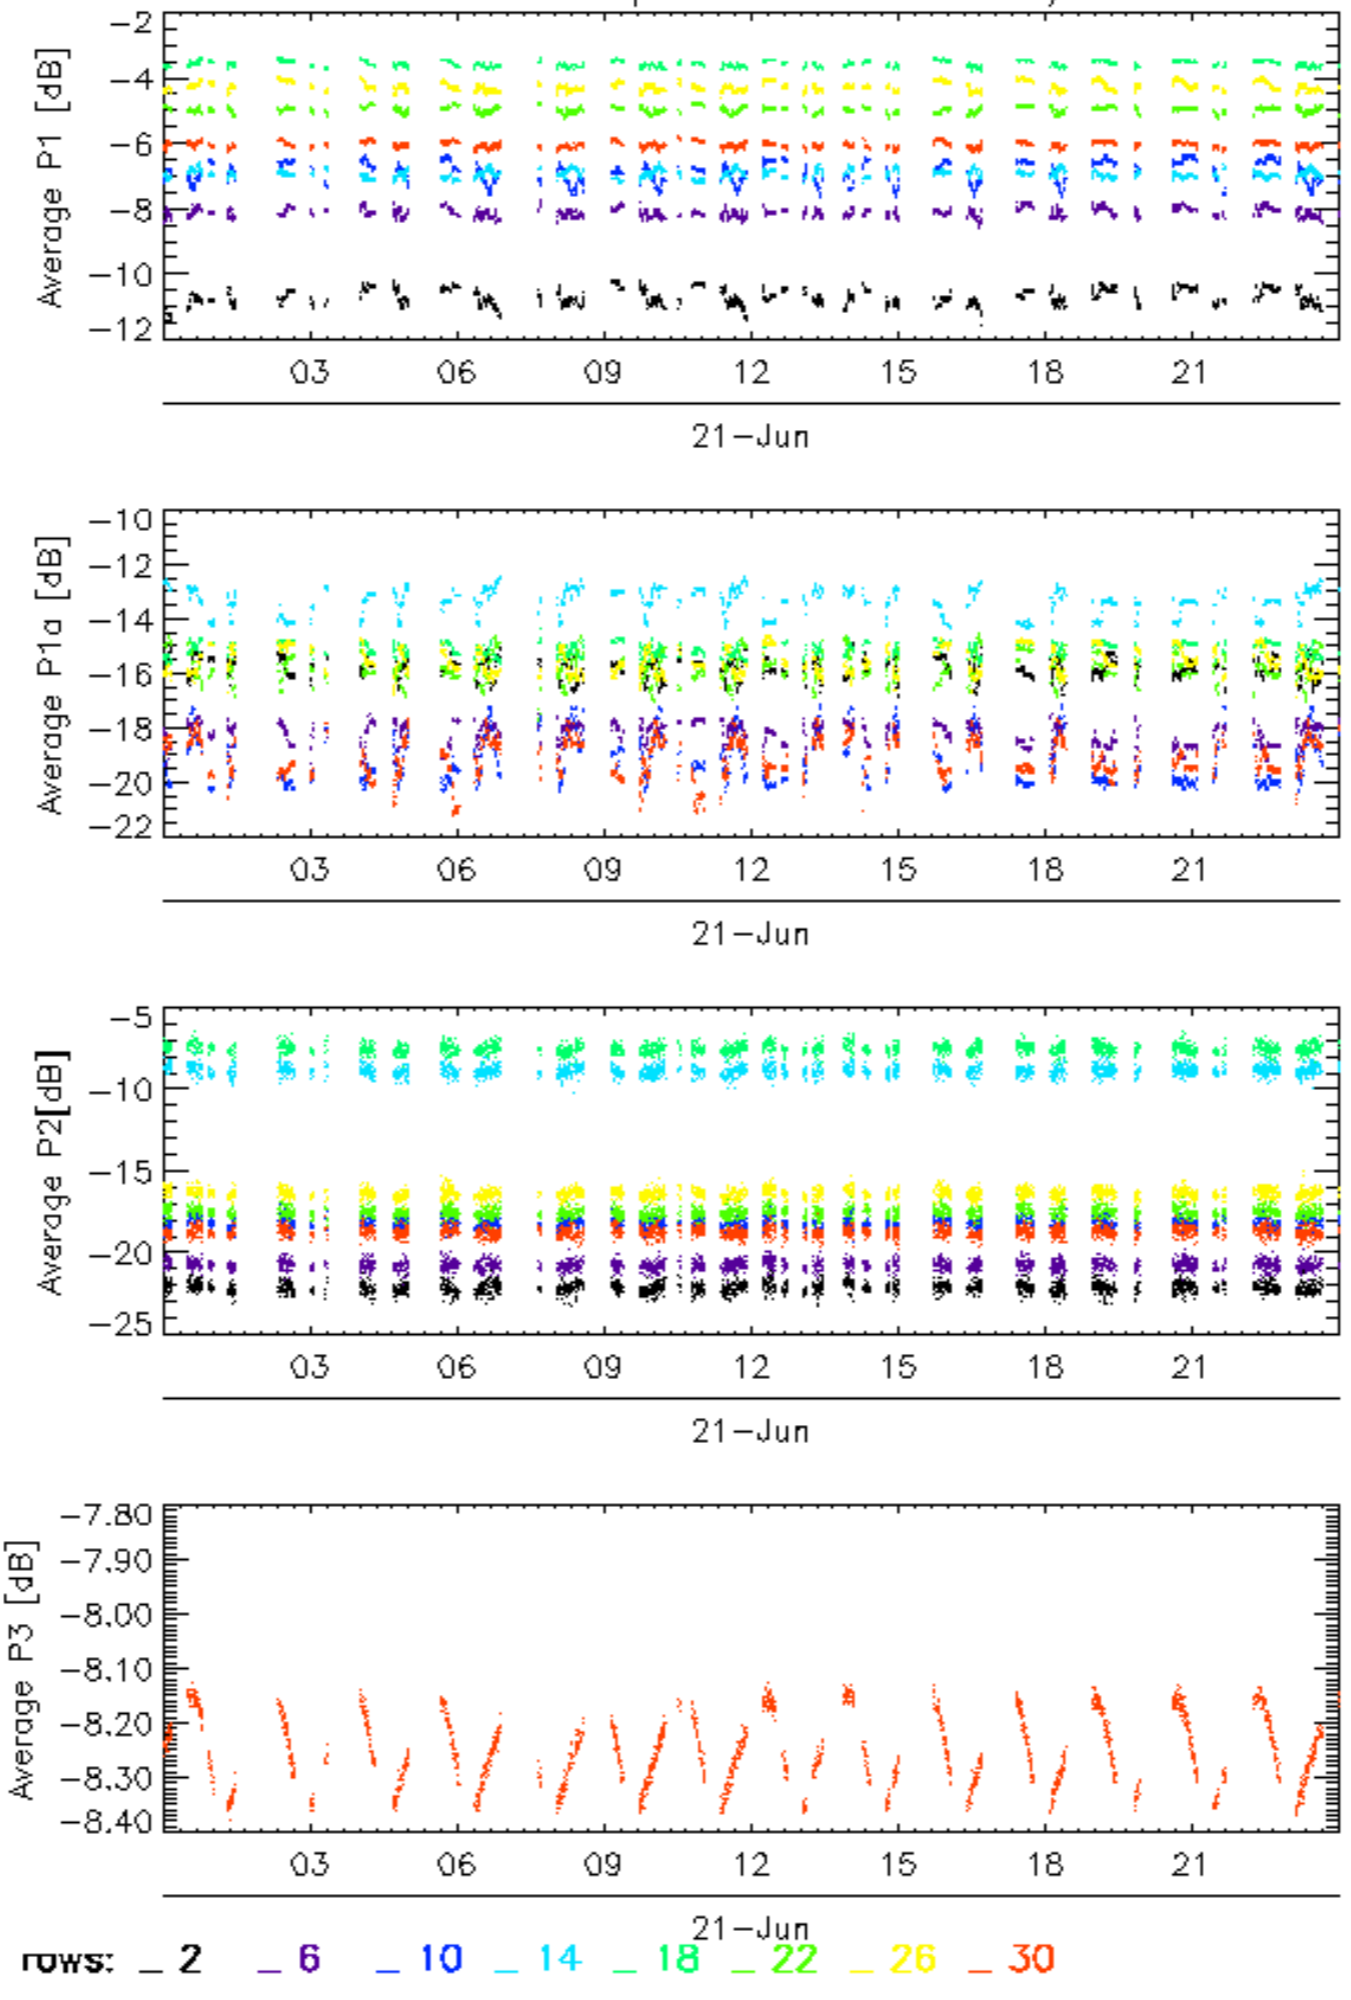 −2
−4
−6
−8
−10
−12
Average P1 [dB]
03 06 09 12 15 18 21
21−Jun
−10
−12
−14
−16
−18
−20
−22
Average P1a [dB]
03 06 09 12 15 18 21
21−Jun
−5
−10
−15
−20
−25
Average P2[dB]
03 06 09 12 15 18 21
21−Jun
−7.80
−7.90
−8.00
−8.10
−8.20
−8.30
−8.40
Average P3 [dB]
03 06 09 12 15 18 21
21−Jun
rows: _ 2 _ 6 _ 10 _ 14 _ 18 _ 22 _ 26 _ 30